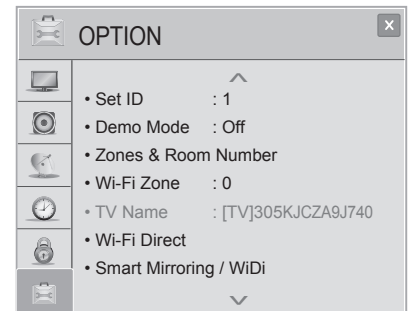 OPTION
• Set ID : 1
• Demo Mode : Off
• Zones & Room Number
• Wi-Fi Zone : 0
• TV Name : [TV]305KJCZA9J740
• Wi-Fi Direct
• Smart Mirroring / WiDi